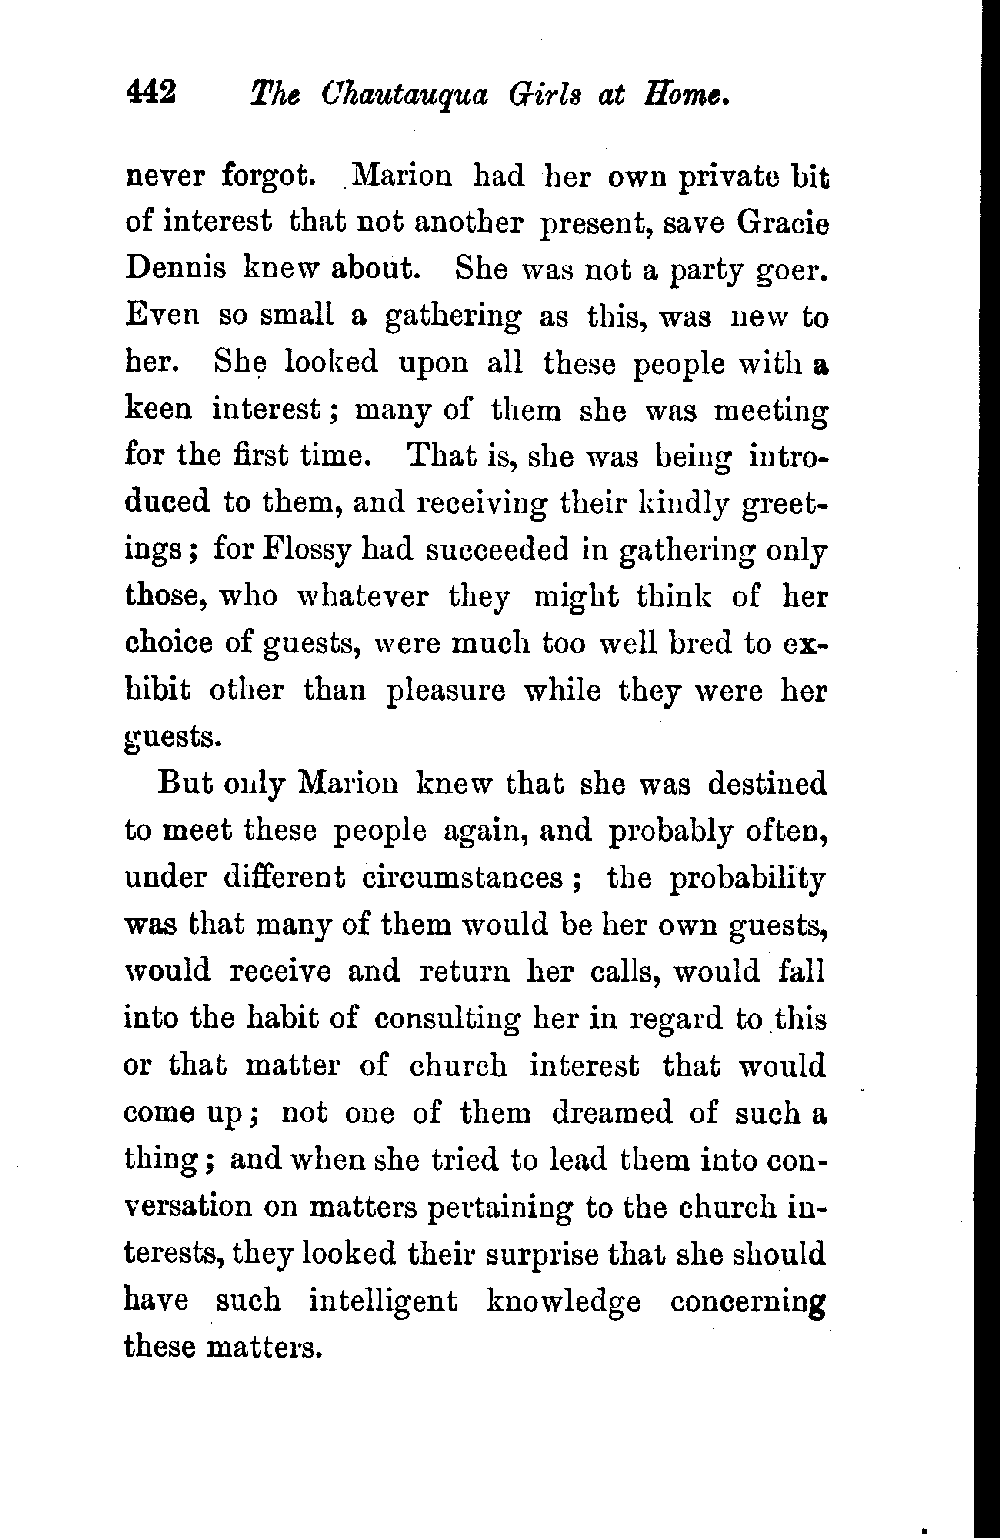 442 The Chautauqua Girls at Home.
never forgot. Marion had her own private bit
of interest that not another present, save Gracie
Dennis knew about. She was not a party goer.
Even so small a gathering as this, was new to
her. She looked upon all these people with a
keen interest; many of them she was meeting
for the first time. That is, she was being intro-
duced to them, and receiving their kindly greet-
ings; for Flossy had succeeded in gathering only
those, who whatever they might think of her
choice of guests, were much too well bred to ex-
hibit other than pleasure while they were her
guests.
But only Marion knew that she was destined
to meet these people again, and probably often,
under different circumstances; the probability
was that many of them would be her own guests,
would receive and return her calls, would fall
into the habit of consulting her in regard to this
or that matter of church interest that would
come up; not one of them dreamed of such a
thing; and when she tried to lead them into con-
versation on matters pertaining to the church in-
terests, they looked their surprise that she should
have such intelligent knowledge concerning
these matters.